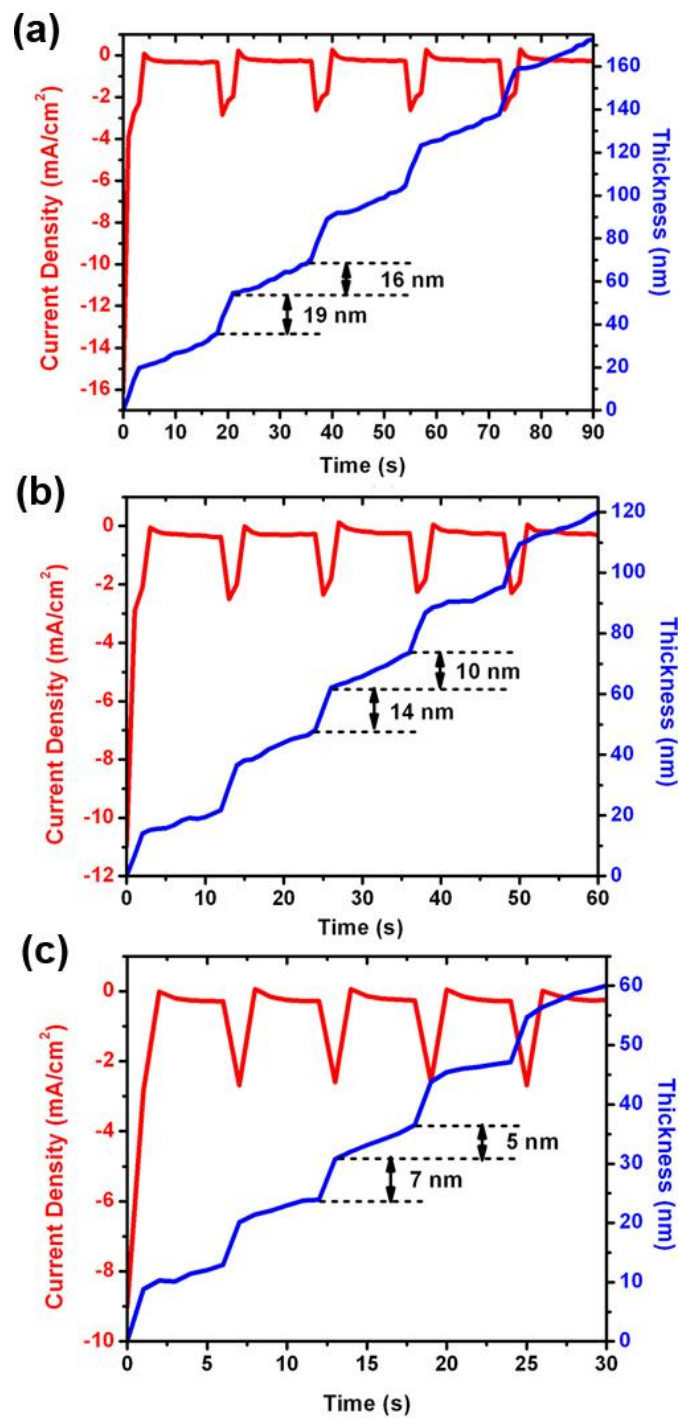 (a)
Current Density (mA/cm²)
0
-2
-4
-6
-8
-10
-12
-14
-16
Thickness (nm)
160
140
120
100
80
60
40
20
0
16 nm
19 nm
0 10 20 30 40 50 60 70 80 90
Time (s)
(b)
Current Density (mA/cm²)
0
-2
-4
-6
-8
-10
-12
Thickness (nm)
120
100
80
60
40
20
0
10 nm
14 nm
0 10 20 30 40 50 60
Time (s)
(c)
Current Density (mA/cm²)
0
-2
-4
-6
-8
-10
Thickness (nm)
60
50
40
30
20
10
0
5 nm
7 nm
0 5 10 15 20 25 30
Time (s)